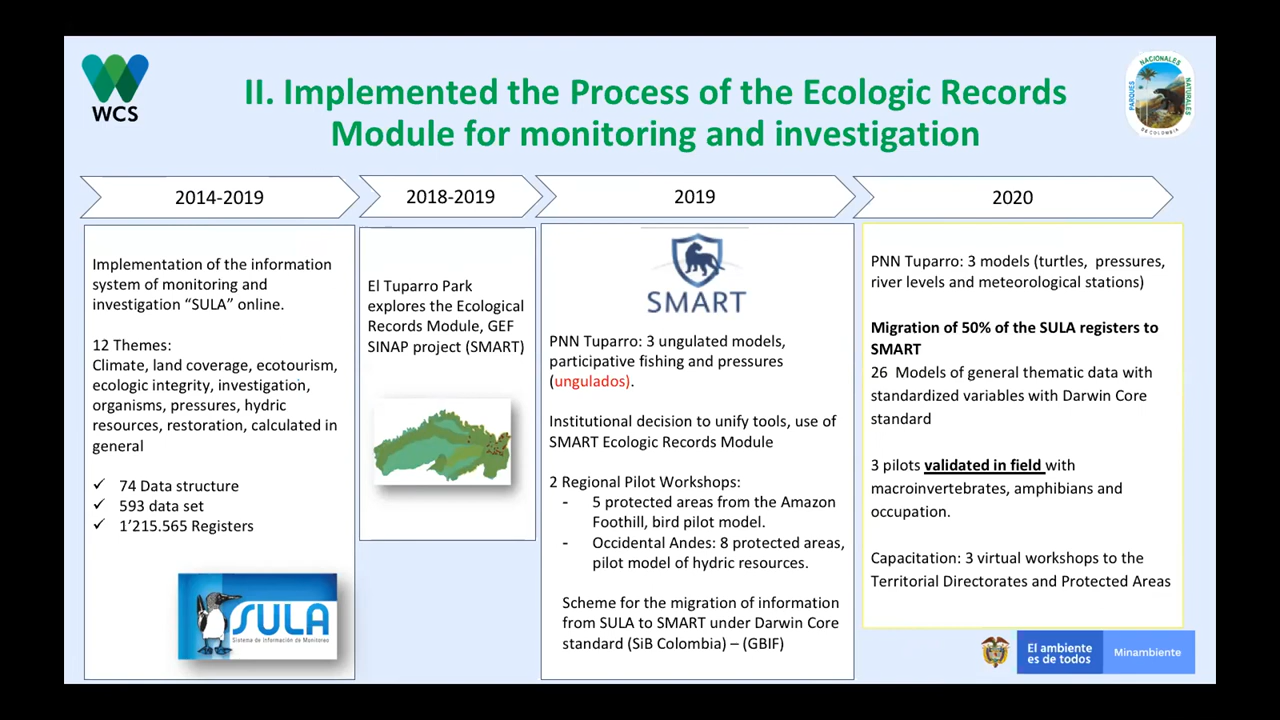 WCS
II. Implemented the Process of the Ecologic Records
Module for monitoring and investigation
PARQUES NACIONALES NATURALES
DE COLOMBIA
2014-2019
2018-2019
2019
2020
Implementation of the information
system of monitoring and
investigation “SULA” online.
12 Themes:
Climate, land coverage, ecotourism,
ecologic integrity, investigation,
organisms, pressures, hydric
resources, restoration, calculated in
general
✓ 74 Data structure
✓ 593 data set
✓ 1’215.565 Registers
SULA
Sistema de Información de Monitoreo
El Tuparro Park
explores the Ecological
Records Module, GEF
SINAP project (SMART)
SMART
PNN Tuparro: 3 ungulated models,
participative fishing and pressures
(ungulados).
Institutional decision to unify tools, use of
SMART Ecologic Records Module
2 Regional Pilot Workshops:
- 5 protected areas from the Amazon
Foothill, bird pilot model.
- Occidental Andes: 8 protected areas,
pilot model of hydric resources.
Scheme for the migration of information
from SULA to SMART under Darwin Core
standard (SiB Colombia) – (GBIF)
PNN Tuparro: 3 models (turtles, pressures,
river levels and meteorological stations)
Migration of 50% of the SULA registers to
SMART
26 Models of general thematic data with
standardized variables with Darwin Core
standard
3 pilots validated in field with
macroinvertebrates, amphibians and
occupation.
Capacitation: 3 virtual workshops to the
Territorial Directorates and Protected Areas
El ambiente
es de todos
Minambiente